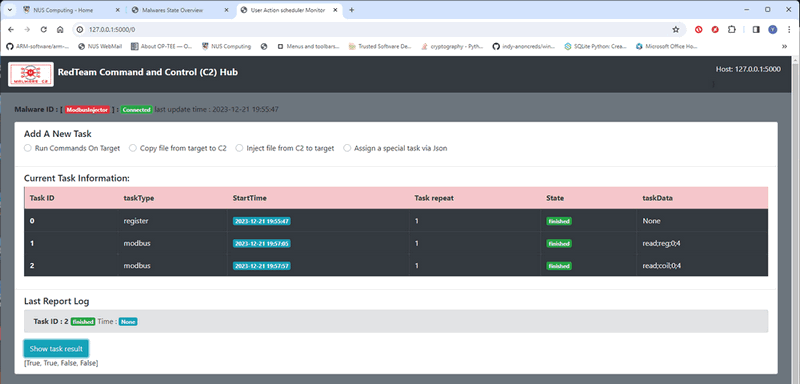 NUS Computing - Home
Malwares State Overview
User Action scheduler Monitor
127.0.0.1:5000/0
ARM-software/arm-...
NUS WebMail
About OP-TEE — OP...
NUS Computing
Menus and toolbars...
Trusted Software De...
cryptography · Pyth...
indy-anoncreds/win...
SQLite Python: Creat...
Microsoft Office Ho...
MALWARE C2
RedTeam Command and Control (C2) Hub
Host: 127.0.0.1:5000
Malware ID : [ ModbusInjector ] : Connected last update time : 2023-12-21 19:55:47
Add A New Task
Run Commands On Target Copy file from target to C2 Inject file from C2 to target Assign a special task via Json
Current Task Information:
Task ID taskType StartTime Task repeat State taskData
0 register 2023-12-21 19:55:47 1 finished None
1 modbus 2023-12-21 19:57:05 1 finished read;reg;0;4
2 modbus 2023-12-21 19:57:57 1 finished read;coil;0;4
Last Report Log
Task ID : 2 finished Time : None
Show task result
[True, True, False, False]